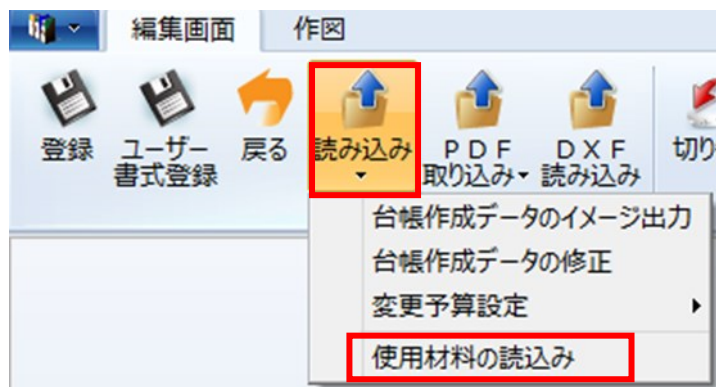 編集画面 作図
登録 ユーザー 戻る 読み込み PDF DXF 切り
書式登録 取り込み 読み込み
台帳作成データのイメージ出力
台帳作成データの修正
変更予算設定
使用材料の読込み